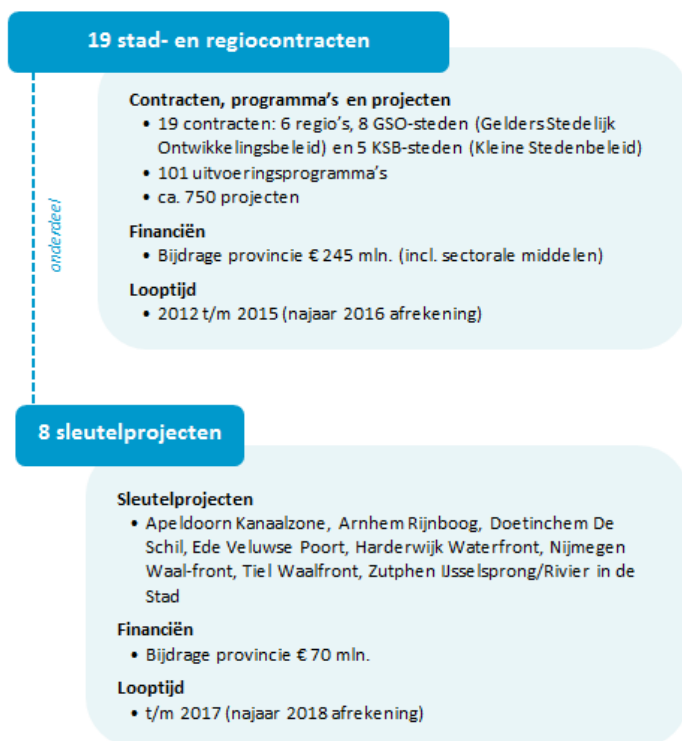 19 stad- en regiocontracten
Contracten, programma's en projecten
• 19 contracten: 6 regio's, 8 GSO-steden (Gelders Stedelijk
Ontwikkelingsbeleid) en 5 KSB-steden (Kleine Stedenbeleid)
• 101 uitvoeringsprogramma's
• ca. 750 projecten
Financiën
• Bijdrage provincie € 245 mln. (incl. sectorale middelen)
Looptijd
• 2012 t/m 2015 (najaar 2016 afrekening)
onderdeel
8 sleutelprojecten
Sleutelprojecten
• Apeldoorn Kanaalzone, Arnhem Rijnboog, Doetinchem De
Schil, Ede Veluwse Poort, Harderwijk Waterfront, Nijmegen
Waal-front, Tiel Waalfront, Zutphen IJsselsprong/Rivier in de
Stad
Financiën
• Bijdrage provincie € 70 mln.
Looptijd
• t/m 2017 (najaar 2018 afrekening)